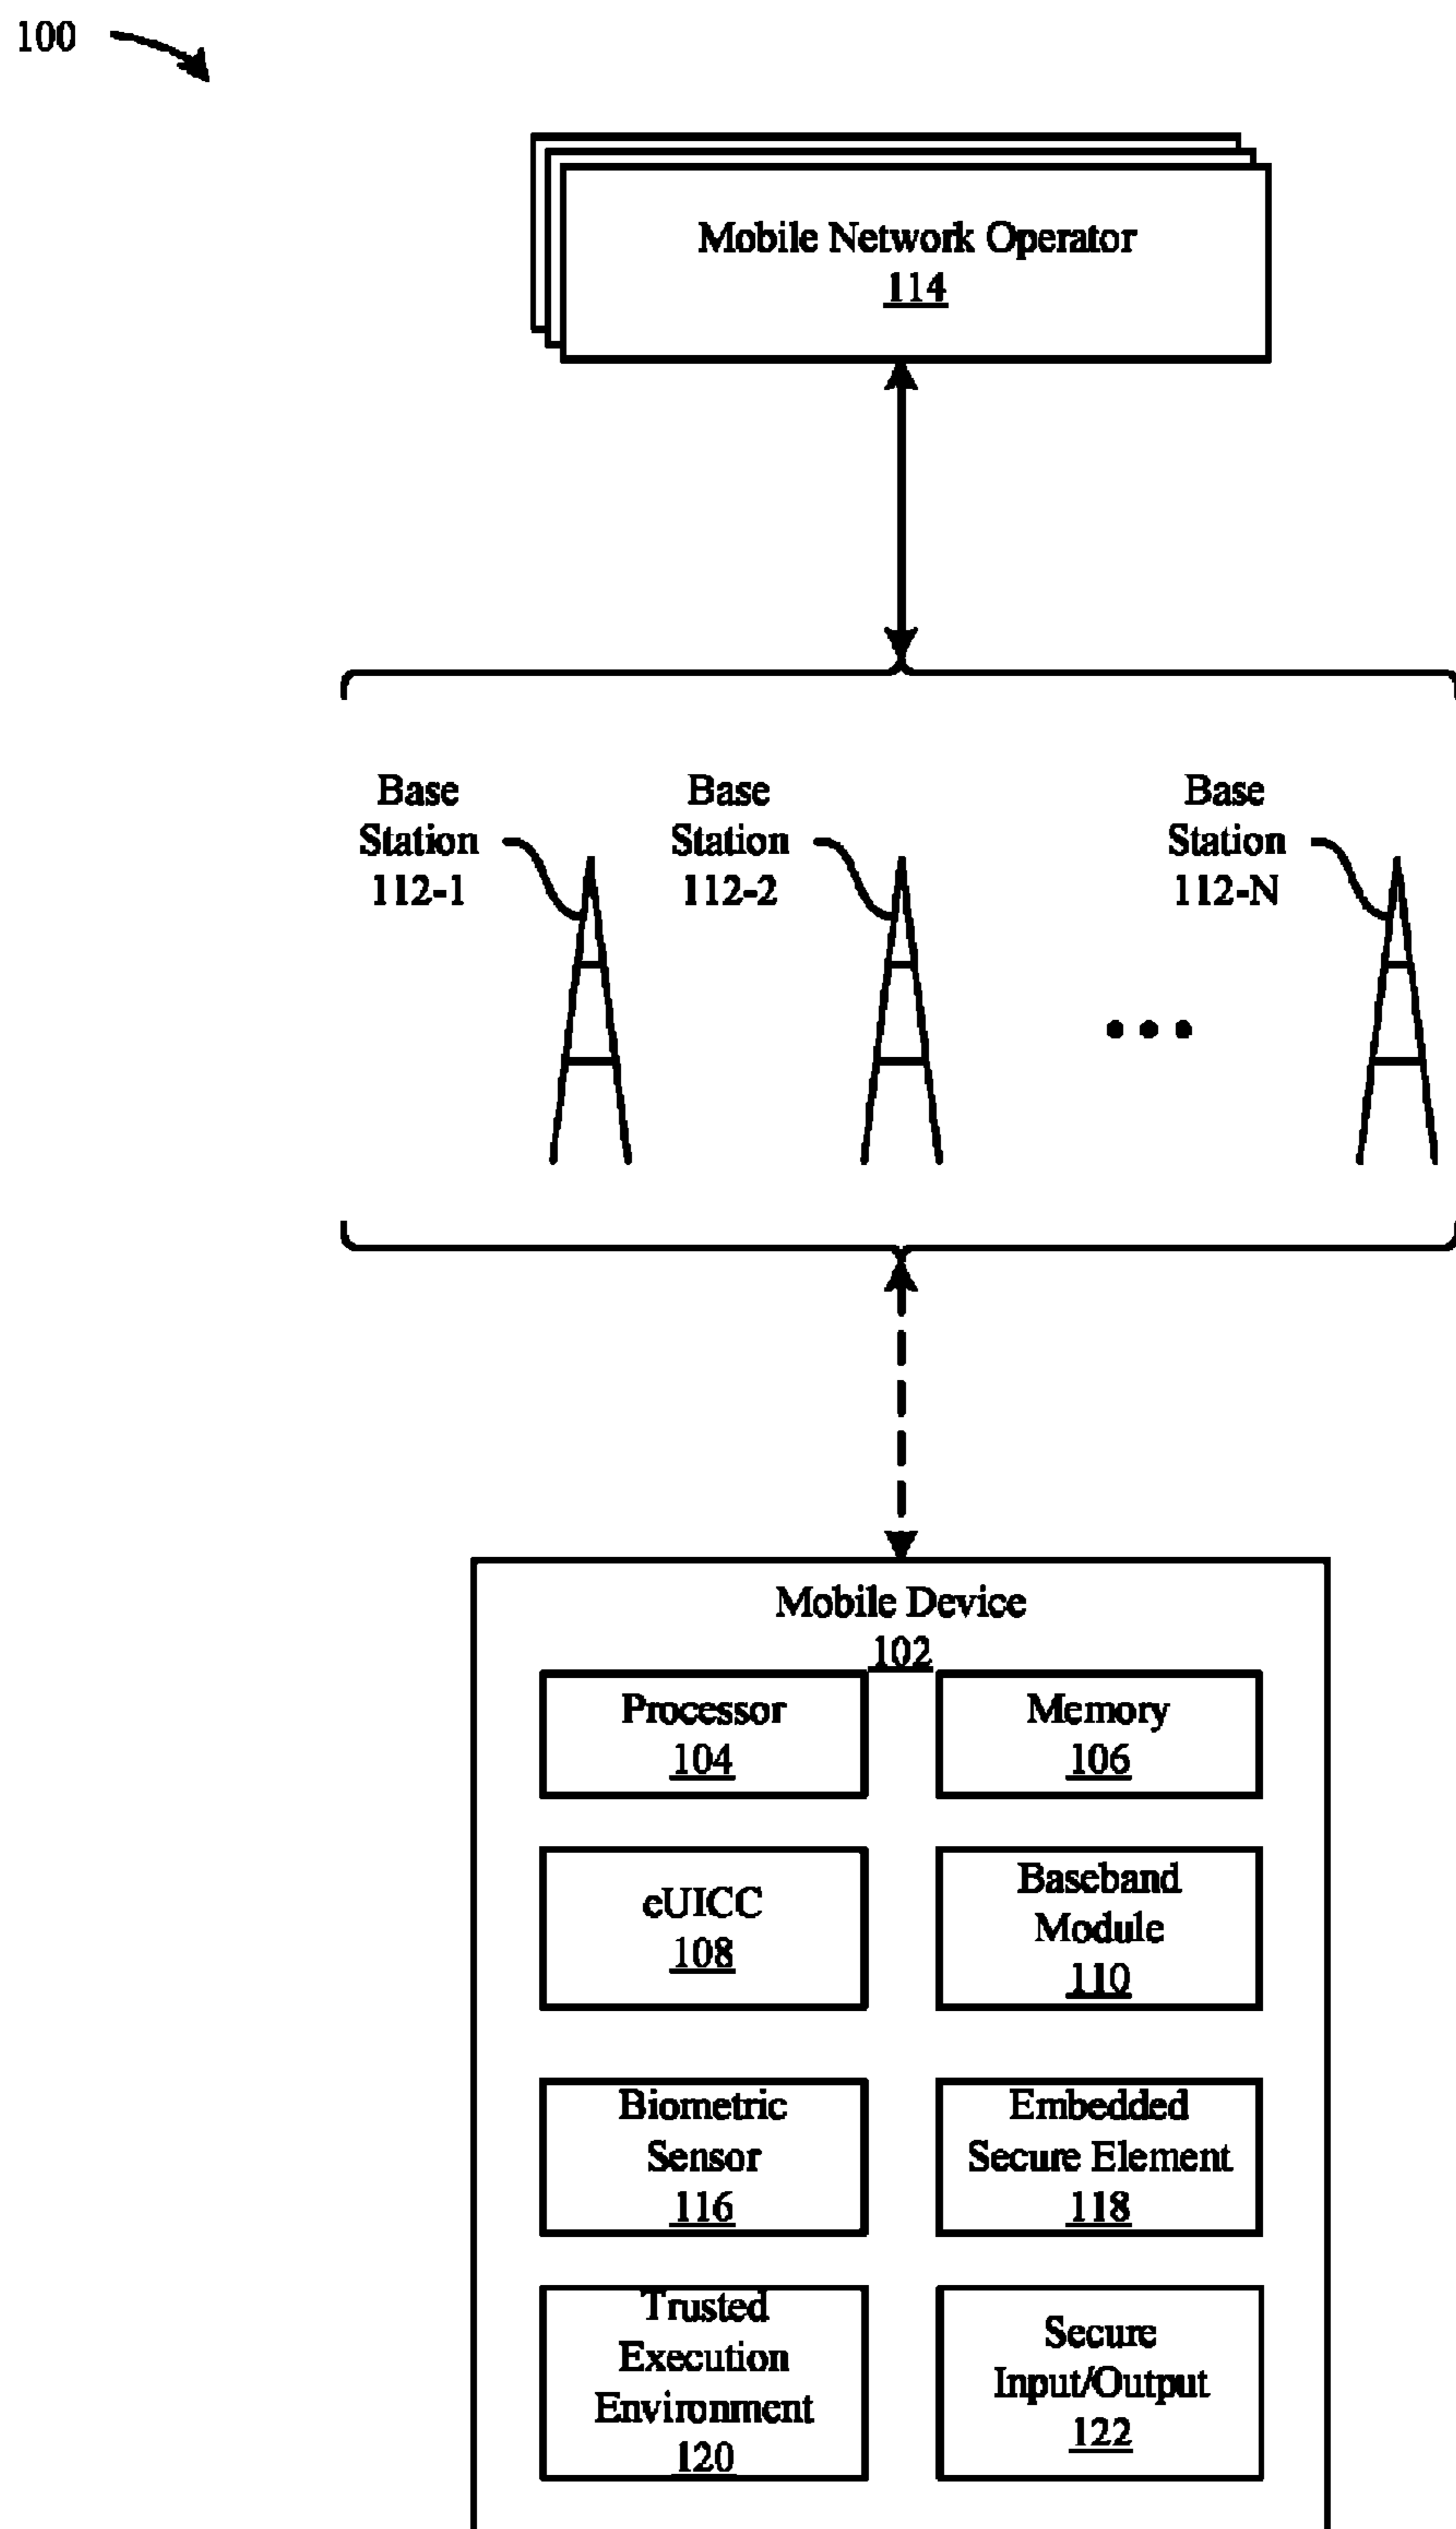 100
Mobile Network Operator
114
Base
Station
112-1
Base
Station
112-2
Base
Station
112-N
Mobile Device
102
Processor
104
Memory
106
eUICC
108
Baseband
Module
110
Biometric
Sensor
116
Embedded
Secure Element
118
Trusted
Execution
Environment
120
Secure
Input/Output
122